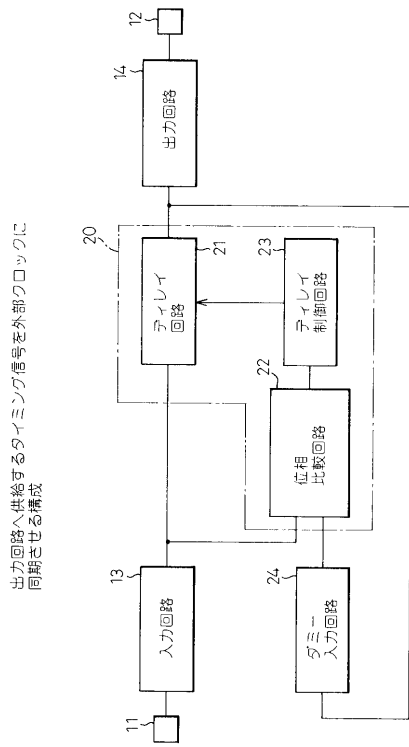 出力回路へ供給するタイミング信号を外部クロックに
同期させる構成
11
13
入力回路
20
ディレイ
回路
21
14
出力回路
12
22
位相
比較回路
23
ディレイ
制御回路
24
ダミー
入力回路